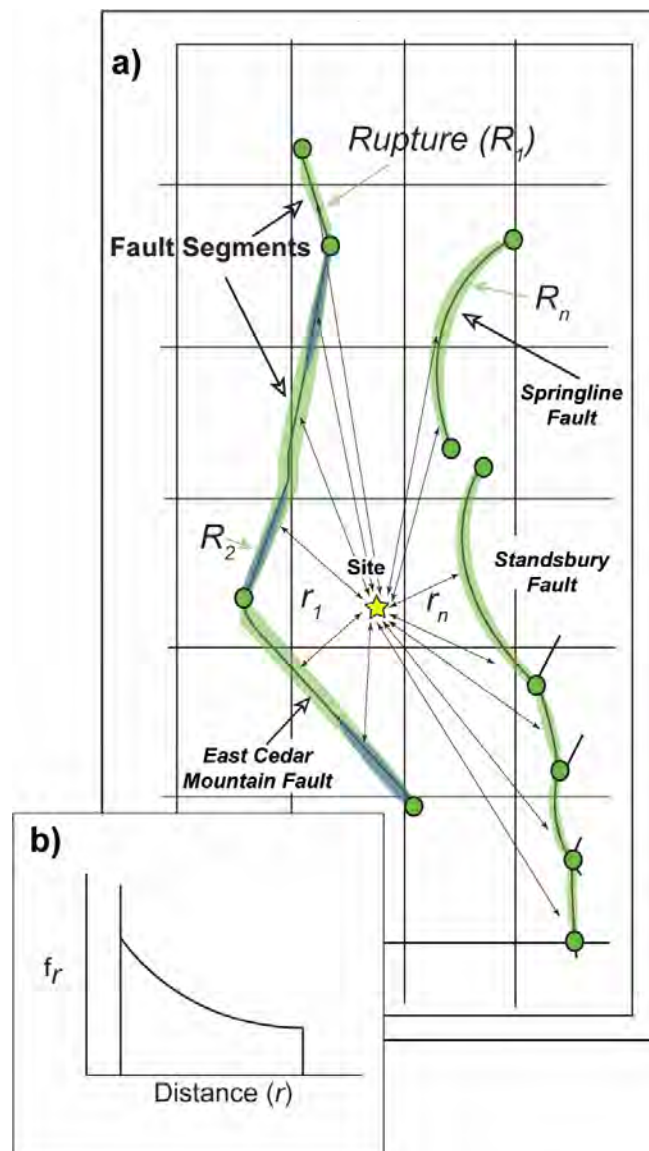 a)
Rupture (R1)
Fault Segments
Rn
Springline
Fault
R2
Site
Standsbury
Fault
r1
rn
East Cedar
Mountain Fault
b)
fr
Distance (r)